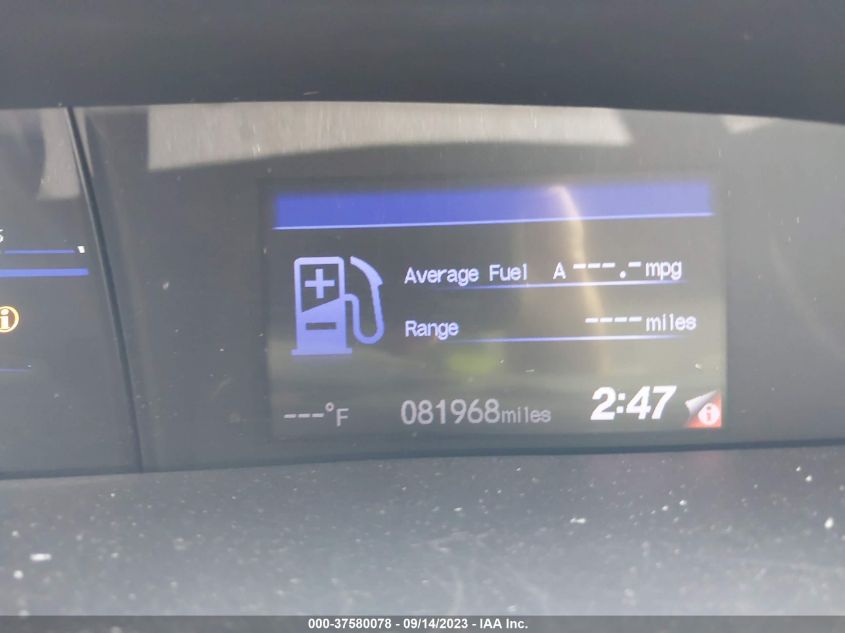 Average Fuel A ---.- mpg
Range ---- miles
---°F 081968 miles 2:47
000-37580078 - 09/14/2023 - IAA Inc.